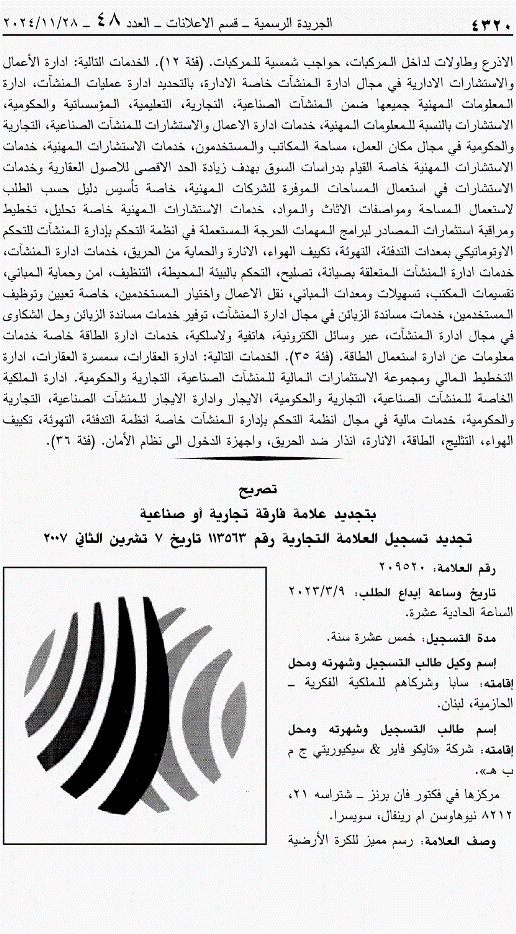 ٤٣٢٠
الجريدة الرسمية ــ قسم الاعلانات ــ العدد ٤٨ ــ ٢٠٢٤/١١/٢٨
الاذرع وطاولات لداخل المركبات، حواجب شمسية للمركبات. (فئة ١٢). الخدمات التالية: ادارة الأعمال
والاستشارات الادارية في مجال ادارة المنشآت خاصة الادارة، بالتحديد ادارة عمليات المنشآت، ادارة
المعلومات المهنية جميعها ضمن المنشآت الصناعية، التجارية، التعليمية، المؤسساتية والحكومية،
الاستشارات بالنسبة للمعلومات المهنية، خدمات ادارة الاعمال والاستشارات للمنشآت الصناعية، التجارية
والحكومية في مجال مكان العمل، مساحة المكاتب والمستخدمون، خدمات الاستشارات المهنية، خدمات
الاستشارات المهنية خاصة القيام بدراسات السوق بهدف زيادة الحد الاقصى للاصول العقارية وخدمات
الاستشارات في استعمال المساحات الموفرة للشركات المهنية، خاصة تأسيس دليل حسب الطلب
لاستعمال المساحة ومواصفات الاثاث والمواد، خدمات الاستشارات المهنية خاصة تحليل، تخطيط
ومراقبة استثمارات المصادر لبرامج المهمات الحرجة المستعملة في انظمة التحكم بإدارة المنشآت للتحكم
الاوتوماتيكي بمعدات التدفئة، التهوئة، تكييف الهواء، الانارة والحماية من الحريق، خدمات ادارة المنشآت،
خدمات ادارة المنشآت المتعلقة بصيانة، تصليح، التحكم بالبيئة المحيطة، التنظيف، امن وحماية المباني،
تقسيمات المكتب، تسهيلات ومعدات المباني، نقل الاعمال واختيار المستخدمين، خاصة تعيين وتوظيف
المستخدمين، خدمات مساندة الزبائن في مجال ادارة المنشآت، توفير خدمات مساندة الزبائن وحل الشكاوى
في مجال ادارة المنشآت، عبر وسائل الكترونية، هاتفية ولاسلكية، خدمات ادارة الطاقة خاصة خدمات
معلومات عن ادارة استعمال الطاقة. (فئة ٣٥). الخدمات التالية: ادارة العقارات، سمسرة العقارات، ادارة
التخطيط المالي ومجموعة الاستثمارات المالية للمنشآت الصناعية، التجارية والحكومية. ادارة الملكية
الخاصة للمنشآت الصناعية، التجارية والحكومية، الايجار وادارة الايجار للمنشآت الصناعية، التجارية
والحكومية، خدمات مالية في مجال انظمة التحكم بإدارة المنشآت خاصة انظمة التدفئة، التهوئة، تكييف
الهواء، التثليج، الطاقة، الانارة، انذار ضد الحريق، واجهزة الدخول الى نظام الأمان. (فئة ٣٦).
تصريح
بتجديد علامة فارقة تجارية أو صناعية
تجديد تسجيل العلامة التجارية رقم ١١٣٥٦٣ تاريخ ٧ تشرين الثاني ٢٠٠٧
رقم العلامة: ٢٠٩٥٢٠
تاريخ وساعة إيداع الطلب: ٢٠٢٣/٣/٩
الساعة الحادية عشرة.
مدة التسجيل: خمس عشرة سنة.
إسم وكيل طالب التسجيل وشهرته ومحل
إقامته: سابا وشركاهم للملكية الفكرية ــ
الحازمية، لبنان.
إسم طالب التسجيل وشهرته ومحل
إقامته: شركة «تايكو فاير & سيكيوريتي ج م
ب هـ».
مركزها في فكتور فان برنز ــ شتراسه ٢١،
٨٢١٢ نيوهاوسن ام رينفال، سويسرا.
وصف العلامة: رسم مميز للكرة الأرضية